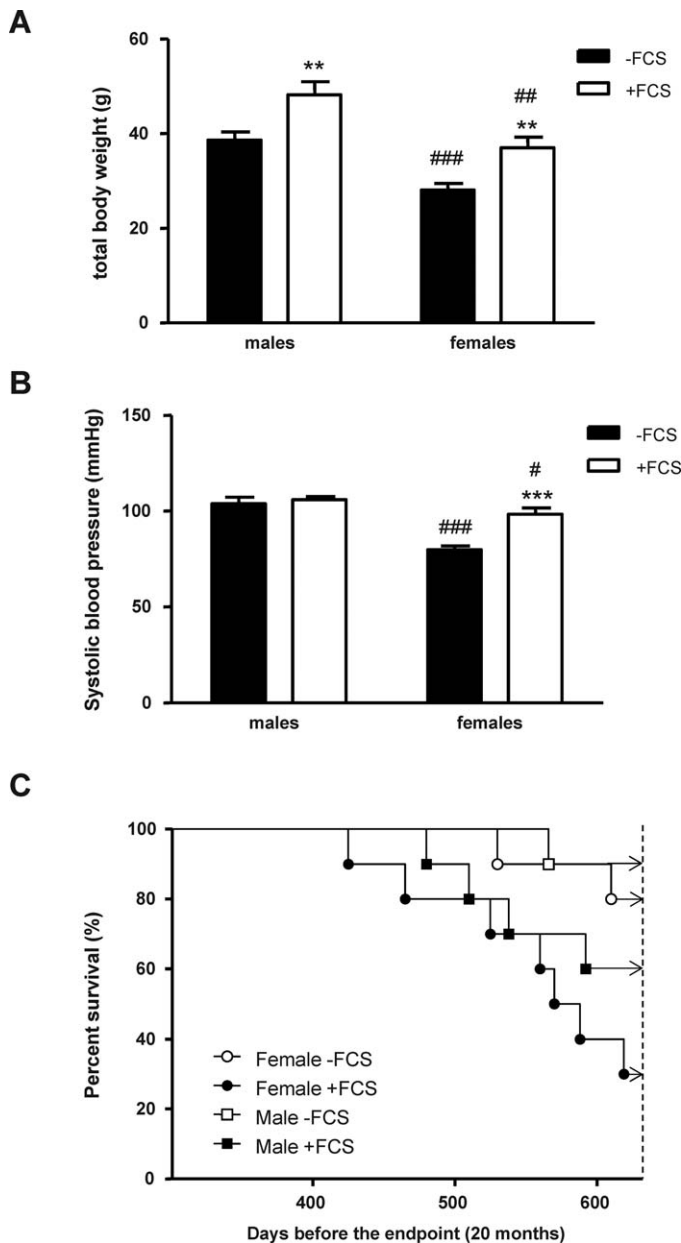 A
total body weight (g)
60
40
20
0
**
###
##
**
-FCS
+FCS
males
females
B
Systolic blood pressure (mmHg)
150
100
50
0
###
#
***
-FCS
+FCS
males
females
C
Percent survival (%)
100
80
60
40
20
0
Female -FCS
Female +FCS
Male -FCS
Male +FCS
400
500
600
Days before the endpoint (20 months)